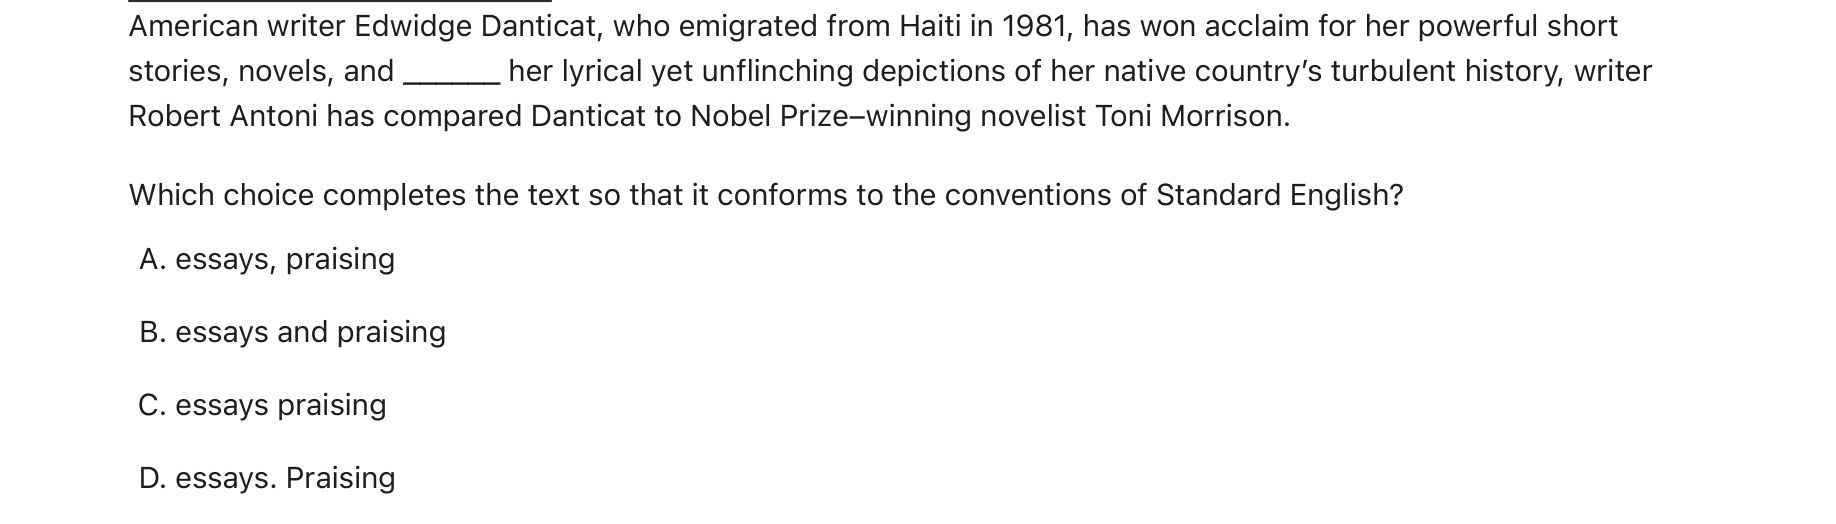 American writer Edwidge Danticat, who emigrated from Haiti in 1981, has won acclaim for her powerful short
stories, novels, and ______ her lyrical yet unflinching depictions of her native country’s turbulent history, writer
Robert Antoni has compared Danticat to Nobel Prize–winning novelist Toni Morrison.
Which choice completes the text so that it conforms to the conventions of Standard English?
A. essays, praising
B. essays and praising
C. essays praising
D. essays. Praising